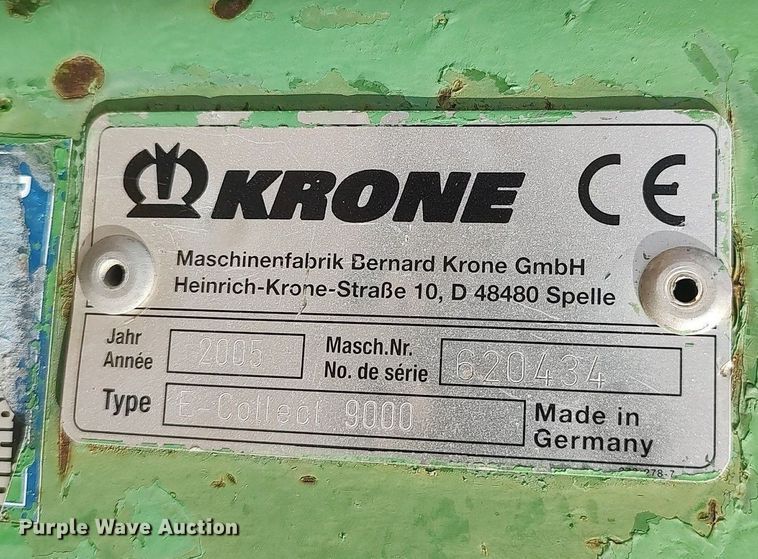 KRONE CE
Maschinenfabrik Bernard Krone GmbH
Heinrich-Krone-Straße 10, D 48480 Spelle
Jahr
Année
2005
Masch.Nr.
No. de série
620434
Type
E-Collect 9000
Made in
Germany
Purple Wave Auction